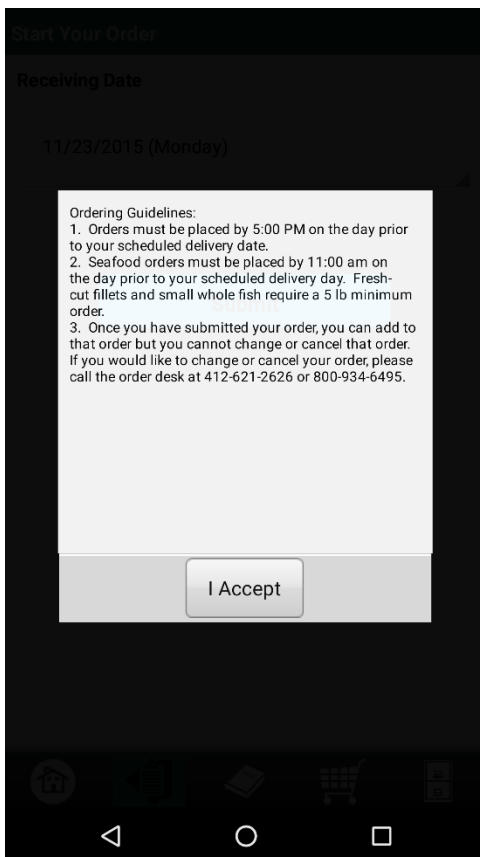 Start Your Order
Receiving Date
11/23/2015 (Monday)
Ordering Guidelines:
1. Orders must be placed by 5:00 PM on the day prior
to your scheduled delivery date.
2. Seafood orders must be placed by 11:00 am on
the day prior to your scheduled delivery day. Fresh-
cut fillets and small whole fish require a 5 lb minimum
order.
3. Once you have submitted your order, you can add to
that order but you cannot change or cancel that order.
If you would like to change or cancel your order, please
call the order desk at 412-621-2626 or 800-934-6495.
Submit
I Accept